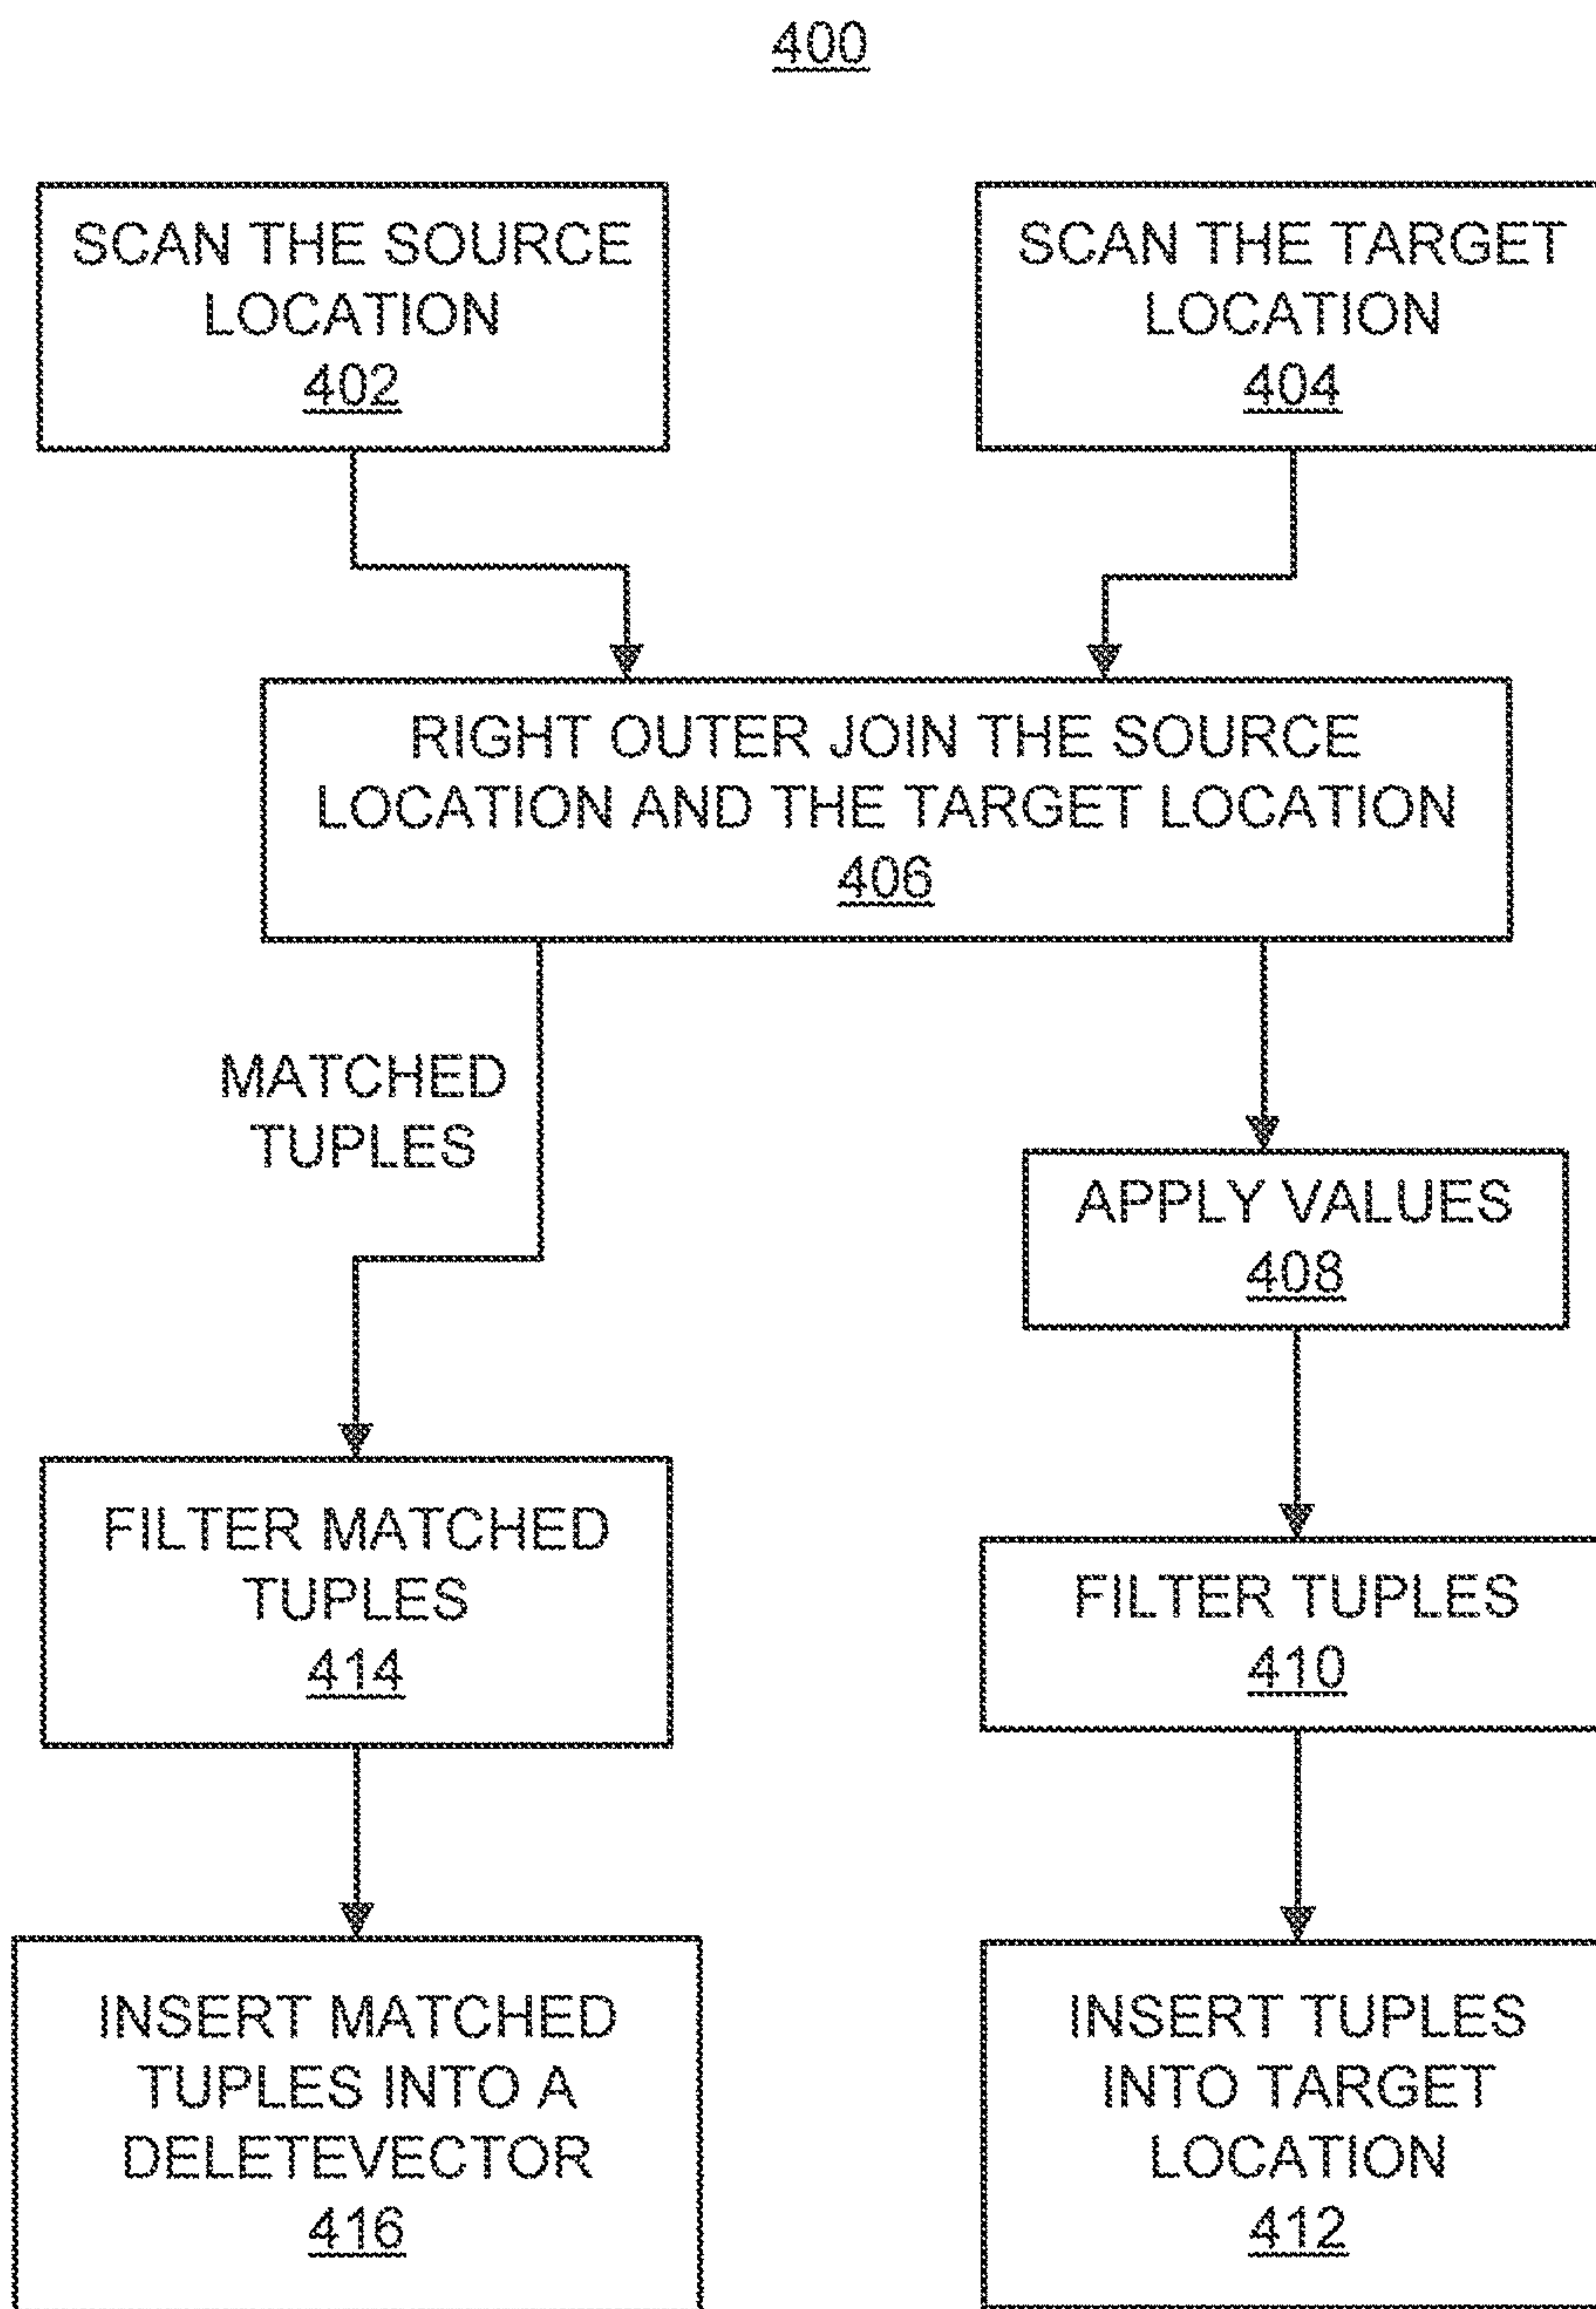 400
SCAN THE SOURCE
LOCATION
402
SCAN THE TARGET
LOCATION
404
RIGHT OUTER JOIN THE SOURCE
LOCATION AND THE TARGET LOCATION
406
MATCHED
TUPLES
APPLY VALUES
408
FILTER MATCHED
TUPLES
414
FILTER TUPLES
410
INSERT MATCHED
TUPLES INTO A
DELETEVECTOR
416
INSERT TUPLES
INTO TARGET
LOCATION
412